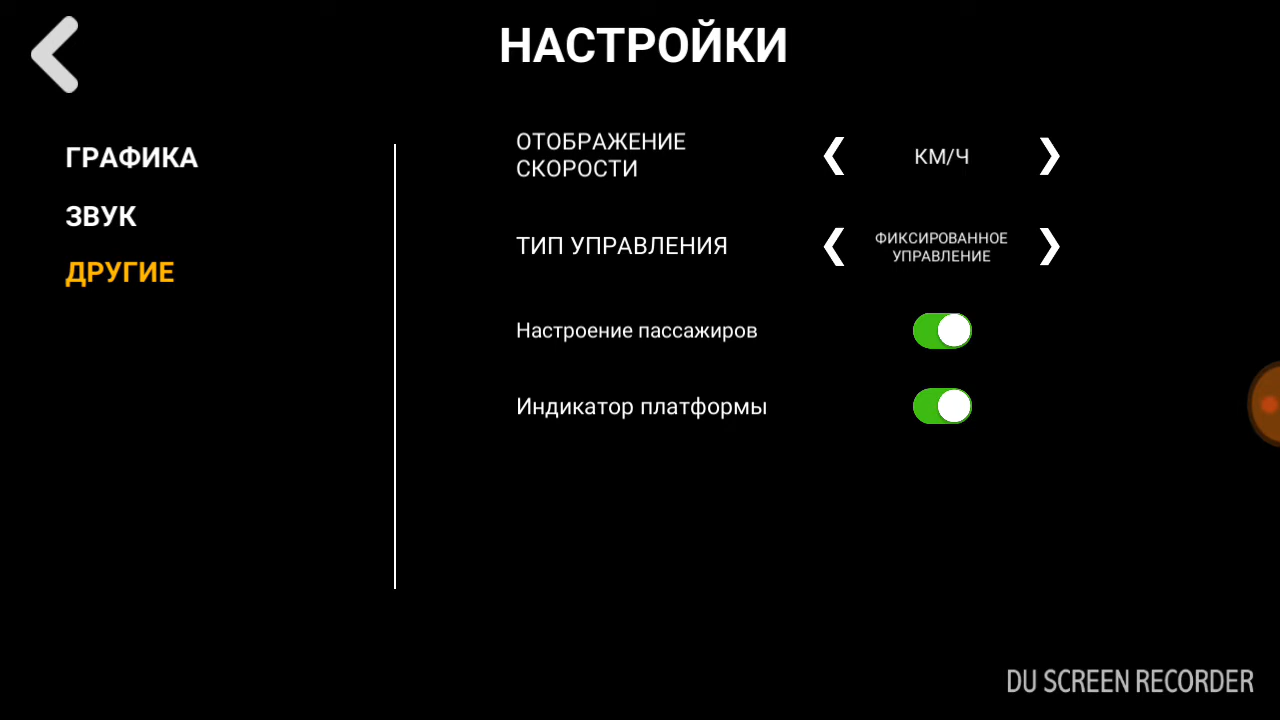 НАСТРОЙКИ
ГРАФИКА
ЗВУК
ДРУГИЕ
ОТОБРАЖЕНИЕ
СКОРОСТИ
КМ/Ч
ТИП УПРАВЛЕНИЯ
ФИКСИРОВАННОЕ
УПРАВЛЕНИЕ
Настроение пассажиров
Индикатор платформы
DU SCREEN RECORDER